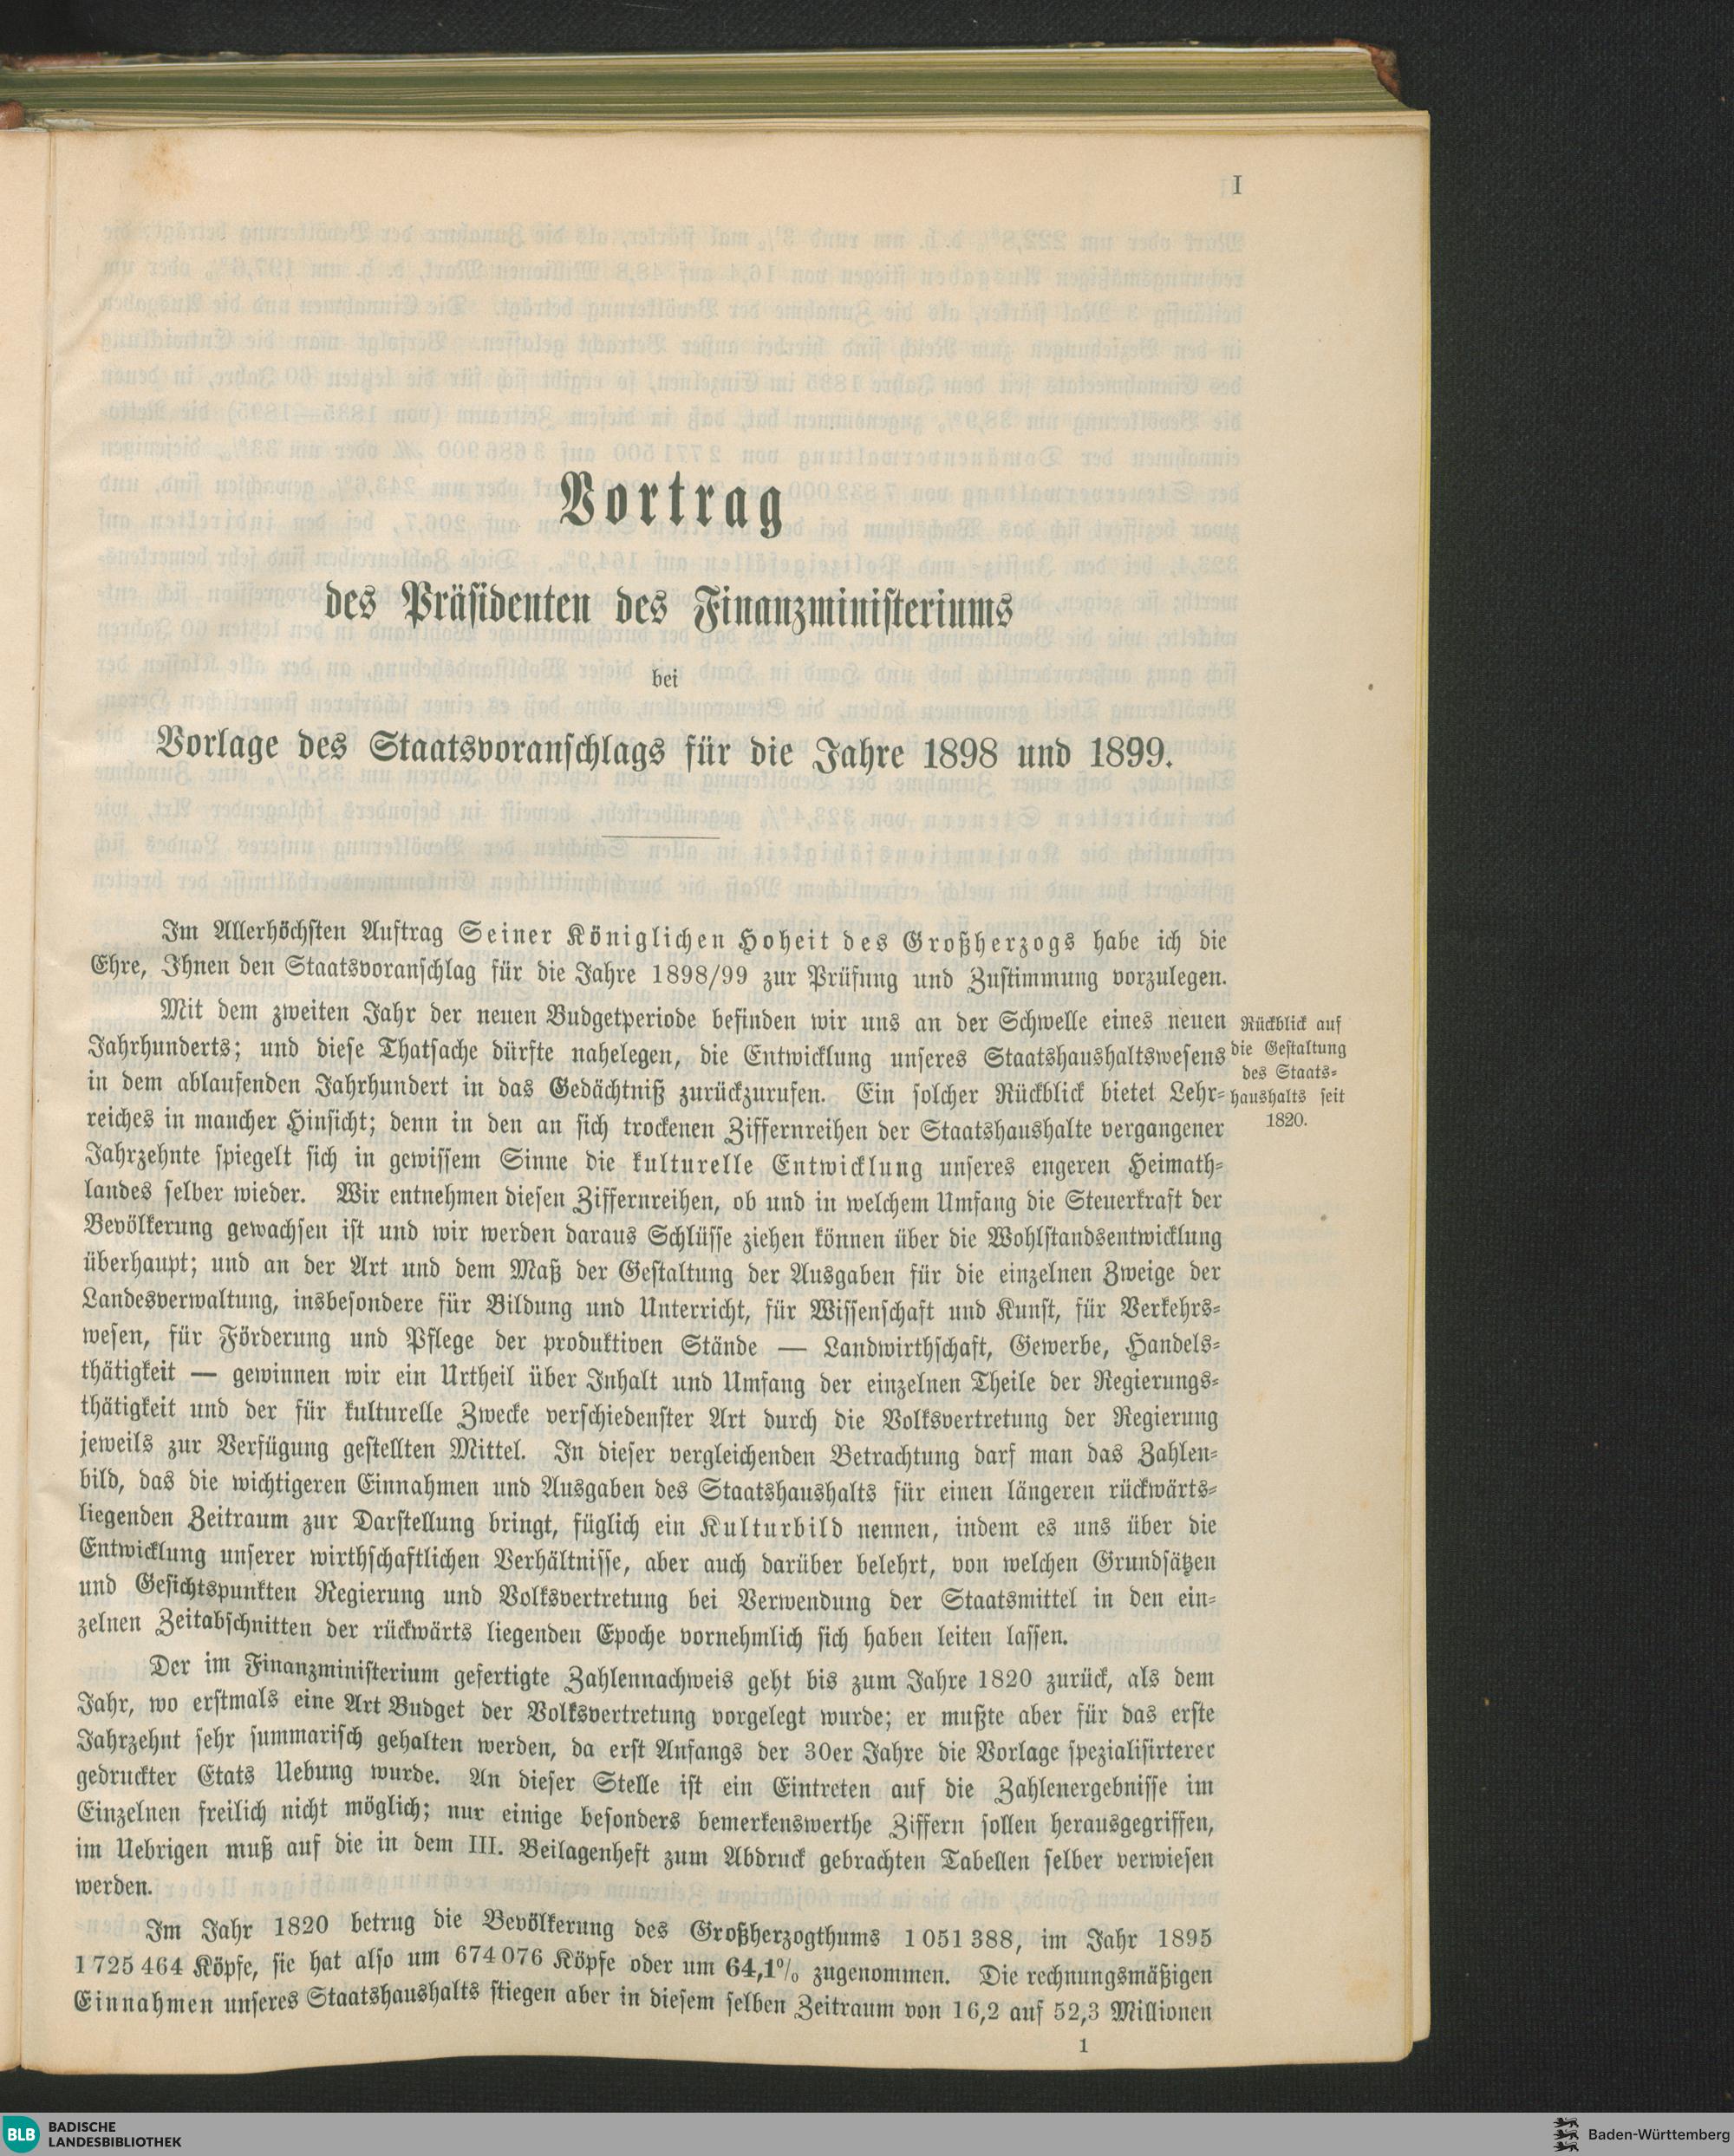 I
Vortrag
des Präsidenten des Finanzministeriums
bei
Vorlage des Staatsvoranschlags für die Jahre 1898 und 1899.
Im Allerhöchsten Auftrag Seiner Königlichen Hoheit des Großherzogs habe ich die
Ehre, Ihnen den Staatsvoranschlag für die Jahre 1898/99 zur Prüfung und Zustimmung vorzulegen.
Mit dem zweiten Jahr der neuen Budgetperiode befinden wir uns an der Schwelle eines neuen
Jahrhunderts; und diese Thatsache dürfte nahelegen, die Entwicklung unseres Staatshaushaltswesens
in dem ablaufenden Jahrhundert in das Gedächtniß zurückzurufen. Ein solcher Rückblick bietet Lehr-
reiches in mancher Hinsicht; denn in den an sich trockenen Ziffernreihen der Staatshaushalte vergangener
Jahrzehnte spiegelt sich in gewissem Sinne die kulturelle Entwicklung unseres engeren Heimath-
landes selber wieder. Wir entnehmen diesen Ziffernreihen, ob und in welchem Umfang die Steuerkraft der
Bevölkerung gewachsen ist und wir werden daraus Schlüsse ziehen können über die Wohlstandsentwicklung
überhaupt; und an der Art und dem Maß der Gestaltung der Ausgaben für die einzelnen Zweige der
Landesverwaltung, insbesondere für Bildung und Unterricht, für Wissenschaft und Kunst, für Verkehrs-
wesen, für Förderung und Pflege der produktiven Stände — Landwirthschaft, Gewerbe, Handels-
thätigkeit — gewinnen wir ein Urtheil über Inhalt und Umfang der einzelnen Theile der Regierungs-
thätigkeit und der für kulturelle Zwecke verschiedenster Art durch die Volksvertretung der Regierung
jeweils zur Verfügung gestellten Mittel. In dieser vergleichenden Betrachtung darf man das Zahlen-
bild, das die wichtigeren Einnahmen und Ausgaben des Staatshaushalts für einen längeren rückwärts-
liegenden Zeitraum zur Darstellung bringt, füglich ein Kulturbild nennen, indem es uns über die
Entwicklung unserer wirthschaftlichen Verhältnisse, aber auch darüber belehrt, von welchen Grundsätzen
und Gesichtspunkten Regierung und Volksvertretung bei Verwendung der Staatsmittel in den ein-
zelnen Zeitabschnitten der rückwärts liegenden Epoche vornehmlich sich haben leiten lassen.
Rückblick auf
die Gestaltung
des Staats-
haushalts seit
1820.
Der im Finanzministerium gefertigte Zahlennachweis geht bis zum Jahre 1820 zurück, als dem
Jahr, wo erstmals eine Art Budget der Volksvertretung vorgelegt wurde; er mußte aber für das erste
Jahrzehnt sehr summarisch gehalten werden, da erst Anfangs der 30er Jahre die Vorlage spezialisirterer
gedruckter Etats Uebung wurde. An dieser Stelle ist ein Eintreten auf die Zahlenergebnisse im
Einzelnen freilich nicht möglich; nur einige besonders bemerkenswerthe Ziffern sollen herausgegriffen,
im Uebrigen muß auf die in dem III. Beilagenheft zum Abdruck gebrachten Tabellen selber verwiesen
werden.
Im Jahr 1820 betrug die Bevölkerung des Großherzogthums 1 051 388, im Jahr 1895
1 725 464 Köpfe, sie hat also um 674 076 Köpfe oder um 64,1% zugenommen. Die rechnungsmäßigen
Einnahmen unseres Staatshaushalts stiegen aber in diesem selben Zeitraum von 16,2 auf 52,3 Millionen
1
BLB BADISCHE
LANDESBIBLIOTHEK
Baden-Württemberg